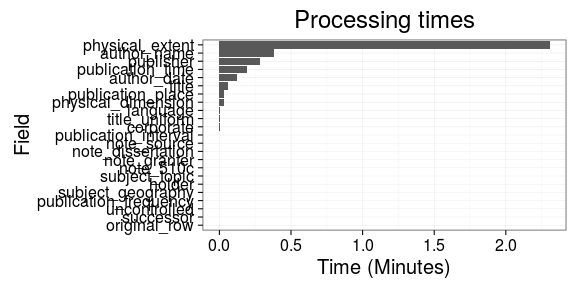 Processing times
physical_extent
author_name
publisher
publication_time
author_date
title
publication_place
physical_dimension
language
title_uniform
corporate
publication_interval
note_source
note_dissertation
note_granter
note_510c
subject_topic
holder
subject_geography
publication_frequency
uncontrolled
successor
original_row
Field
0.0 0.5 1.0 1.5 2.0
Time (Minutes)